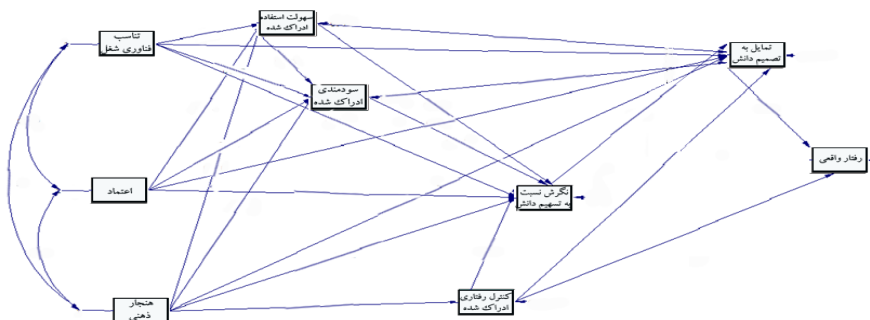 سهولت استفاده
ادراک شده
تناسب
فناوری شغل
تمایل به
تصمیم دانش
سودمندی
ادراک شده
رفتار واقعی
اعتماد
نگرش نسبت
به تسهیم دانش
هنجار
ذهنی
کنترل رفتاری
ادراک شده